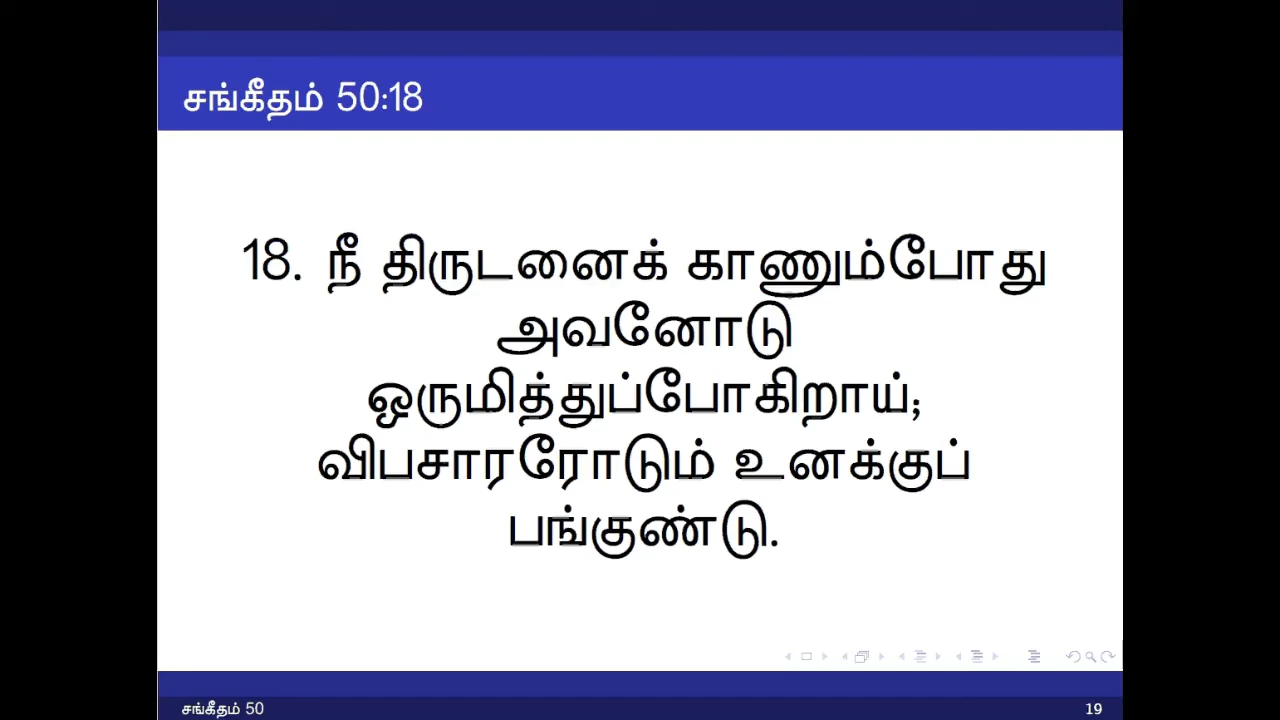 சங்கீதம் 50:18
18. நீ திருடனைக் காணும்போது
அவனோடு
ஒருமித்துப்போகிறாய்;
விபசாரரோடும் உனக்குப்
பங்குண்டு.
சங்கீதம் 50
19